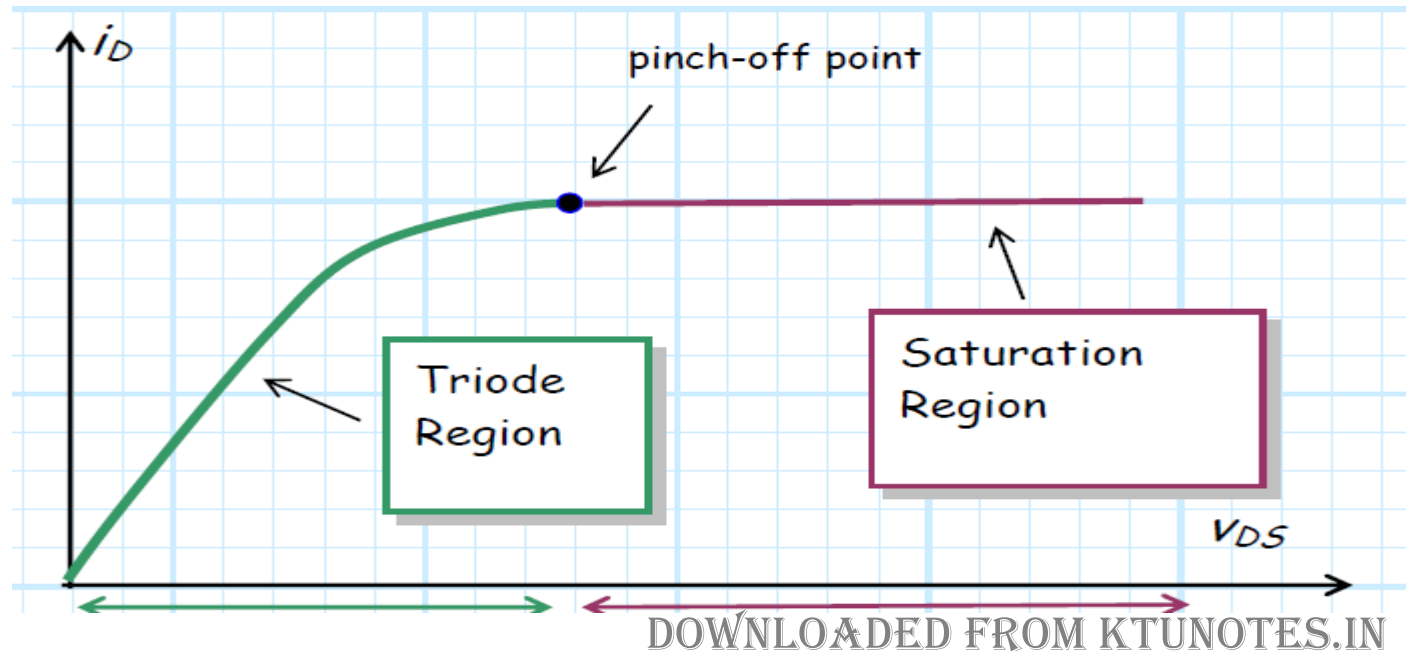 iD
pinch-off point
Triode
Region
Saturation
Region
vDS
DOWNLOADED FROM KTUNOTES.IN